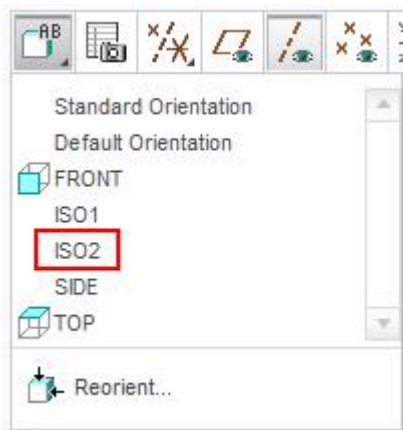 AB
Standard Orientation
Default Orientation
FRONT
ISO1
ISO2
SIDE
TOP
Reorient...